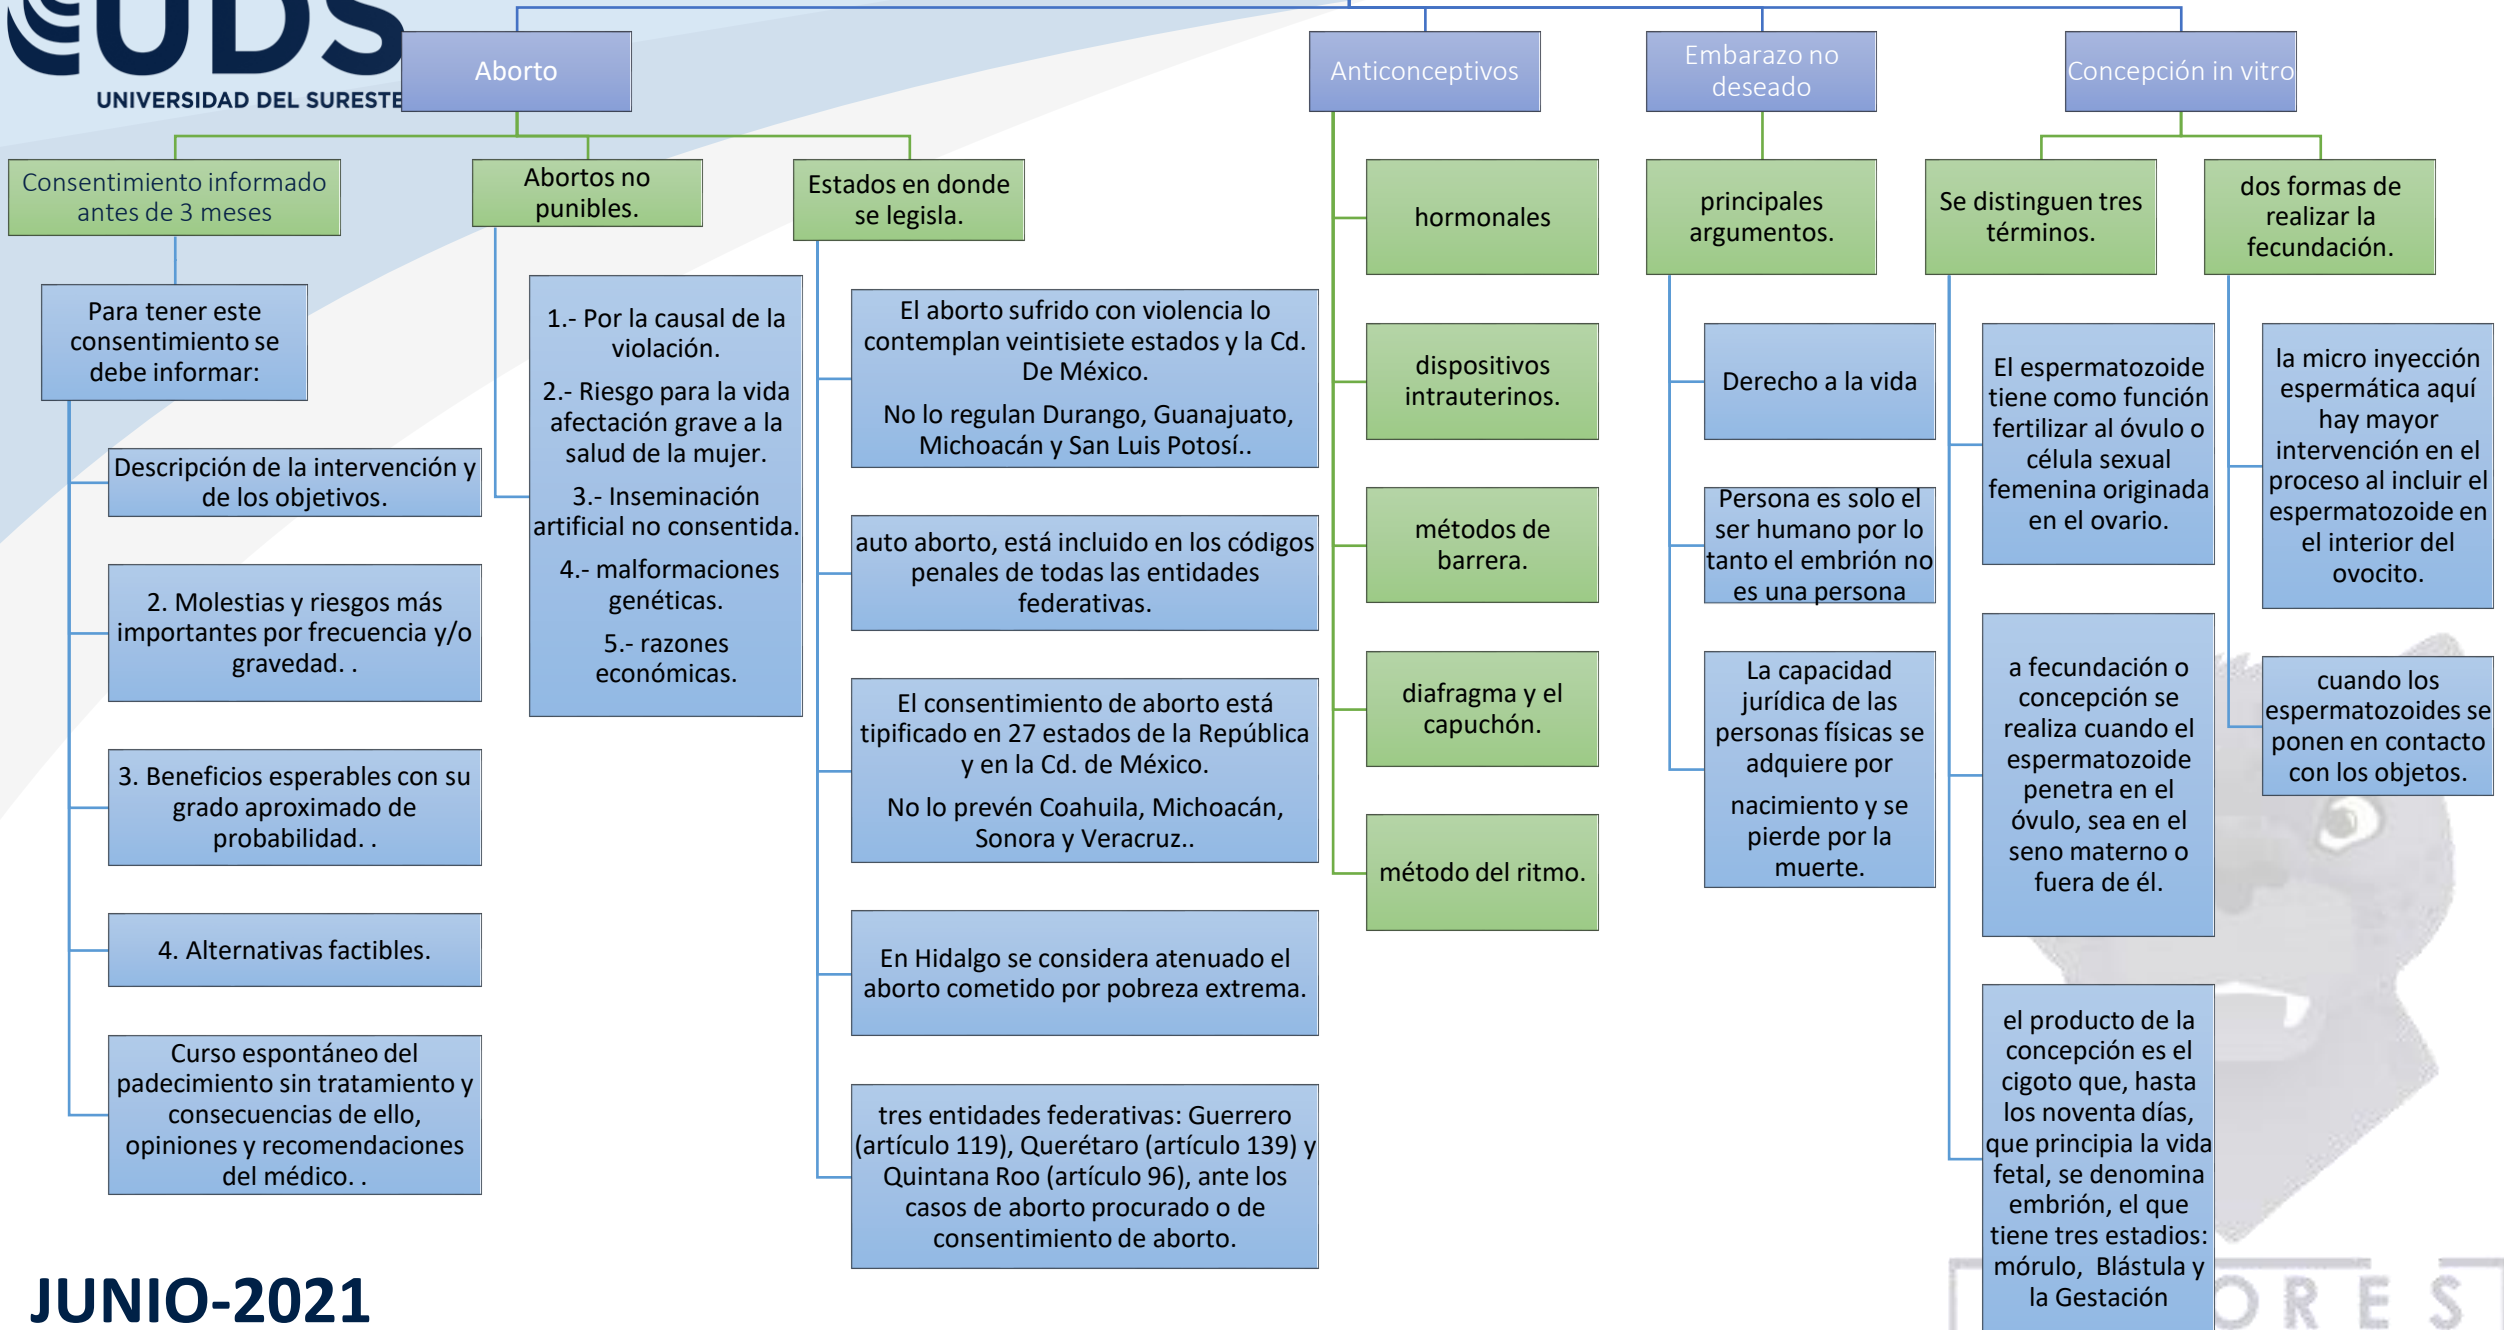 UDS
UNIVERSIDAD DEL SURESTE
Aborto
Anticonceptivos
Embarazo no
deseado
Concepción in vitro
Consentimiento informado
antes de 3 meses
Para tener este
consentimiento se
debe informar:
Descripción de la intervención y
de los objetivos.
2. Molestias y riesgos más
importantes por frecuencia y/o
gravedad. .
3. Beneficios esperables con su
grado aproximado de
probabilidad. .
4. Alternativas factibles.
Curso espontáneo del
padecimiento sin tratamiento y
consecuencias de ello,
opiniones y recomendaciones
del médico. .
Abortos no
punibles.
1.- Por la causal de la
violación.
2.- Riesgo para la vida
afectación grave a la
salud de la mujer.
3.- Inseminación
artificial no consentida.
4.- malformaciones
genéticas.
5.- razones
económicas.
Estados en donde
se legisla.
El aborto sufrido con violencia lo
contemplan veintisiete estados y la Cd.
De México.
No lo regulan Durango, Guanajuato,
Michoacán y San Luis Potosí..
auto aborto, está incluido en los códigos
penales de todas las entidades
federativas.
El consentimiento de aborto está
tipificado en 27 estados de la República
y en la Cd. de México.
No lo prevén Coahuila, Michoacán,
Sonora y Veracruz..
En Hidalgo se considera atenuado el
aborto cometido por pobreza extrema.
tres entidades federativas: Guerrero
(artículo 119), Querétaro (artículo 139) y
Quintana Roo (artículo 96), ante los
casos de aborto procurado o de
consentimiento de aborto.
hormonales
dispositivos
intrauterinos.
métodos de
barrera.
diafragma y el
capuchón.
método del ritmo.
principales
argumentos.
Derecho a la vida
Persona es solo el
ser humano por lo
tanto el embrión no
es una persona
La capacidad
jurídica de las
personas físicas se
adquiere por
nacimiento y se
pierde por la
muerte.
Se distinguen tres
términos.
El espermatozoide
tiene como función
fertilizar al óvulo o
célula sexual
femenina originada
en el ovario.
a fecundación o
concepción se
realiza cuando el
espermatozoide
penetra en el
óvulo, sea en el
seno materno o
fuera de él.
el producto de la
concepción es el
cigoto que, hasta
los noventa días,
que principia la vida
fetal, se denomina
embrión, el que
tiene tres estadios:
mórulo, Blástula y
la Gestación
dos formas de
realizar la
fecundación.
la micro inyección
espermática aquí
hay mayor
intervención en el
proceso al incluir el
espermatozoide en
el interior del
ovocito.
cuando los
espermatozoides se
ponen en contacto
con los objetos.
JUNIO-2021